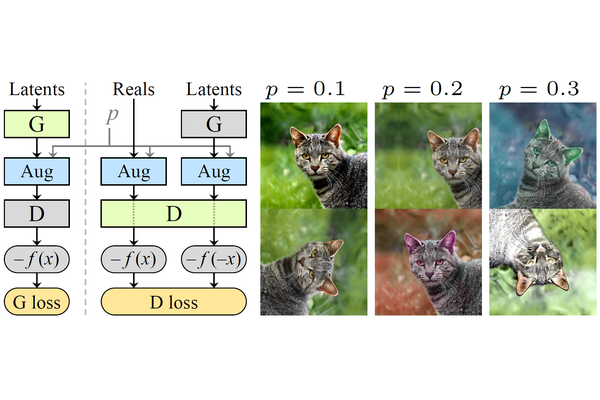 Latents Reals Latents
p
G G
Aug Aug Aug
D D
−f(x) −f(x) −f(−x)
G loss D loss
p = 0.1 p = 0.2 p = 0.3